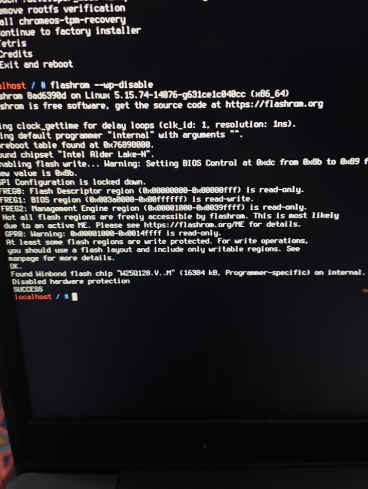 emove rootfs verification
all chromeos-tpm-recovery
ontinue to factory installer
etris
Credits
Exit and reboot
alhost / # flashrom --wp-disable
shrom 0ad6390d on Linux 5.15.74-14076-g631ce1c040cc (x86_64)
shrom is free software, get the source code at https://flashrom.org
ing clock_gettime for delay loops (clk_id: 1, resolution: 1ns).
ing default programmer "internal" with arguments "".
reboot table found at 0x76898000.
ound chipset "Intel Alder Lake-N".
nabling flash write... Warning: Setting BIOS Control at 0xdc from 0x8b to 0x89 f
ew value is 0x8b.
SPI Configuration is locked down.
FREG0: Flash Descriptor region (0x00000000-0x00000fff) is read-only.
FREG1: BIOS region (0x003a0000-0x00ffffff) is read-write.
FREG2: Management Engine region (0x00001000-0x0039ffff) is read-only.
Not all flash regions are freely accessible by flashrom. This is most likely
due to an active ME. Please see https://flashrom.org/ME for details.
GPR0: Warning: 0x00001000-0x0014ffff is read-only.
At least some flash regions are write protected. For write operations,
you should use a flash layout and include only writable regions. See
manpage for more details.
OK.
Found Winbond flash chip "W25Q128.V..M" (16384 kB, Programmer-specific) on internal.
Disabled hardware protection
SUCCESS
localhost / #